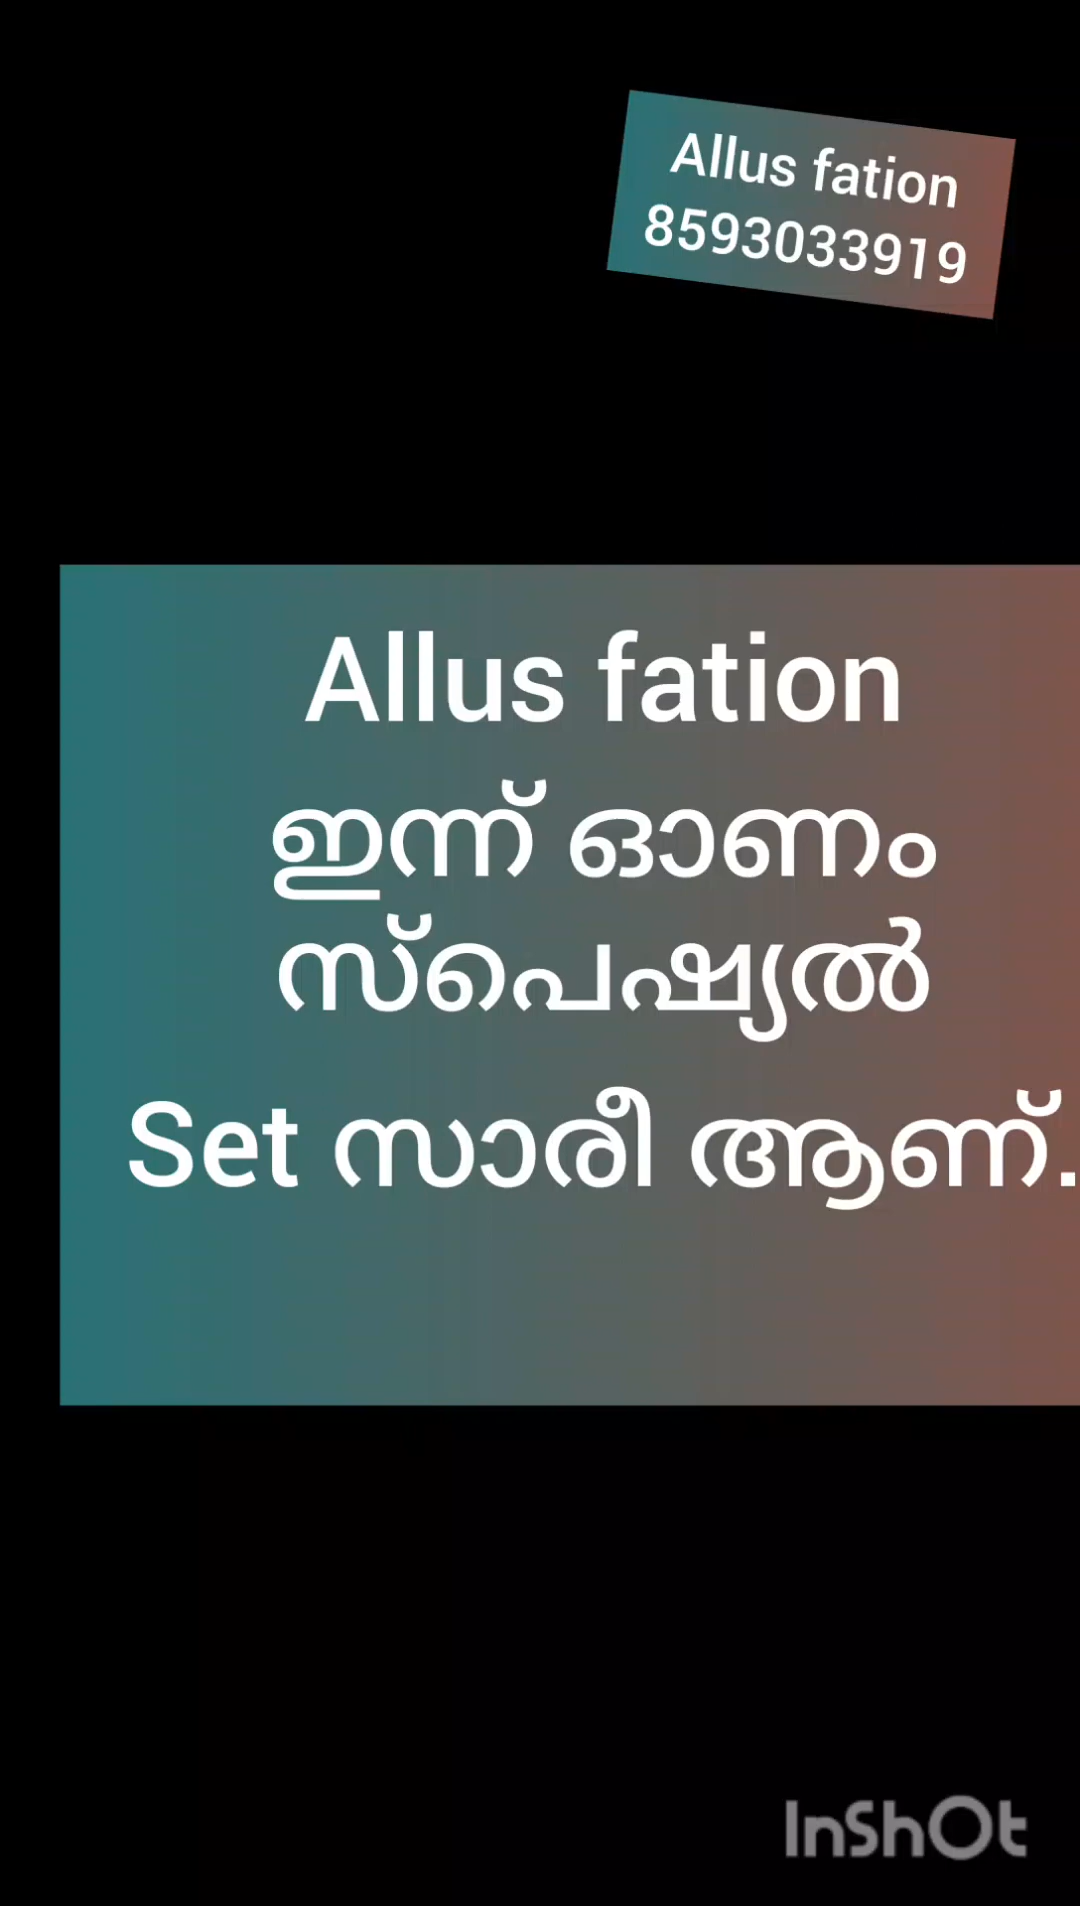 Allus fation
8593033919
Allus fation
ഇന്ന് ഓണം
സ്പെഷ്യൽ
Set സാരീ ആണ്.
InShOt